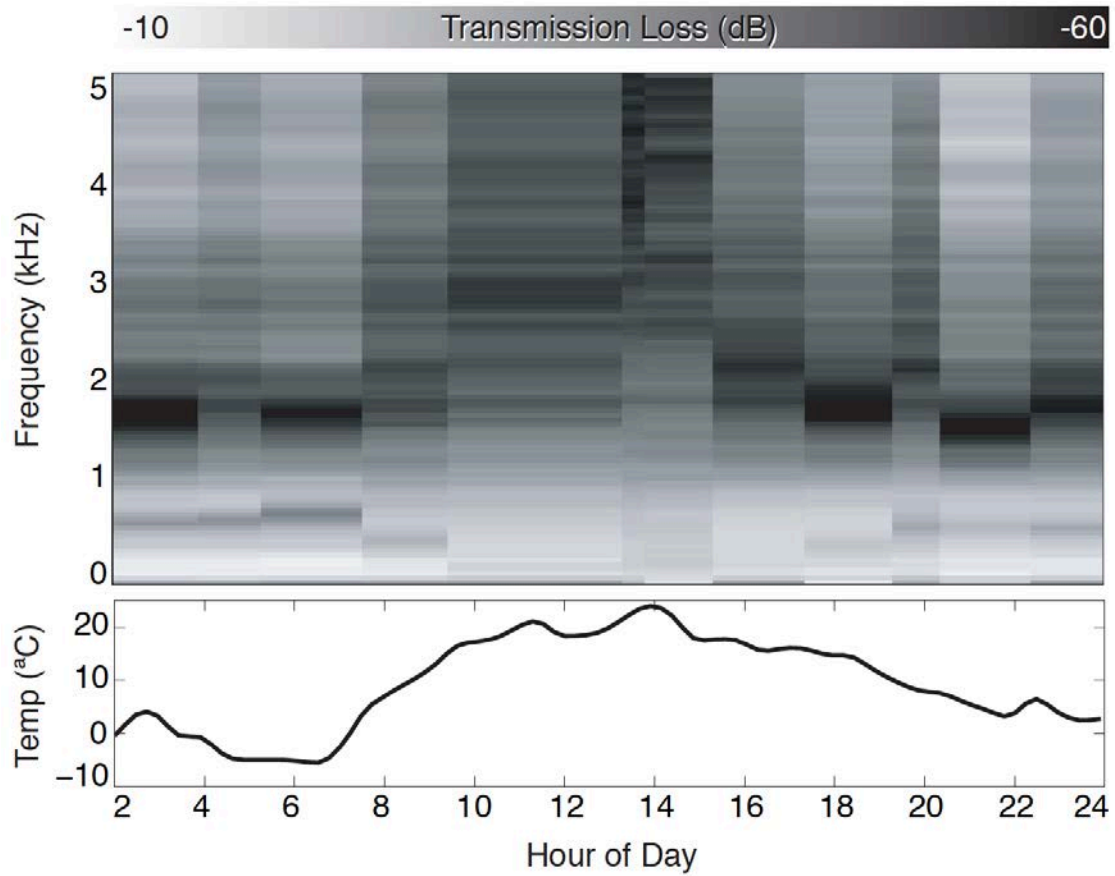 -10 Transmission Loss (dB) -60
5
4
3
2
1
0
Frequency (kHz)
20
10
0
−10
Temp (ªC)
2 4 6 8 10 12 14 16 18 20 22 24
Hour of Day